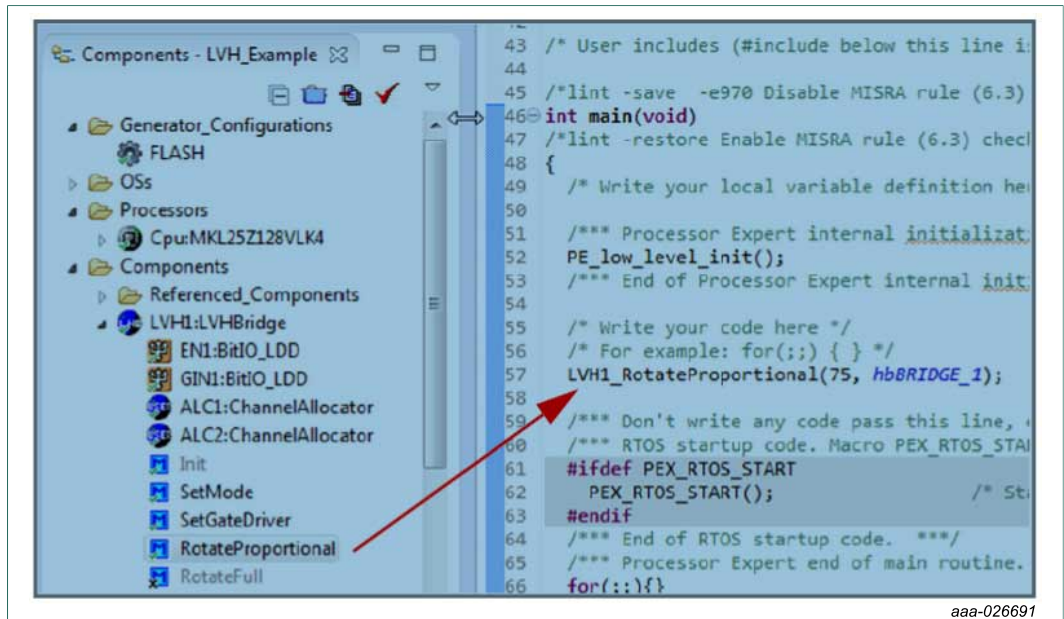 Components - LVH_Example
Generator_Configurations
FLASH
OSs
Processors
Cpu:MKL25Z128VLK4
Components
Referenced_Components
LVH1:LVHBridge
EN1:BitIO_LDD
GIN1:BitIO_LDD
ALC1:ChannelAllocator
ALC2:ChannelAllocator
Init
SetMode
SetGateDriver
RotateProportional
RotateFull
43 /* User includes (#include below this line i
44
45 /*lint -save -e970 Disable MISRA rule (6.3)
46 int main(void)
47 /*lint -restore Enable MISRA rule (6.3) chec
48 {
49 /* Write your local variable definition he
50
51 /*** Processor Expert internal initializat
52 PE_low_level_init();
53 /*** End of Processor Expert internal init
54
55 /* Write your code here */
56 /* For example: for(;;) { } */
57 LVH1_RotateProportional(75, hbBRIDGE_1);
58
59 /*** Don't write any code pass this line,
60 /*** RTOS startup code. Macro PEX_RTOS_STA
61 #ifdef PEX_RTOS_START
62 PEX_RTOS_START(); /* St
63 #endif
64 /*** End of RTOS startup code. ***/
65 /*** Processor Expert end of main routine.
66 for(;;){}
aaa-026691